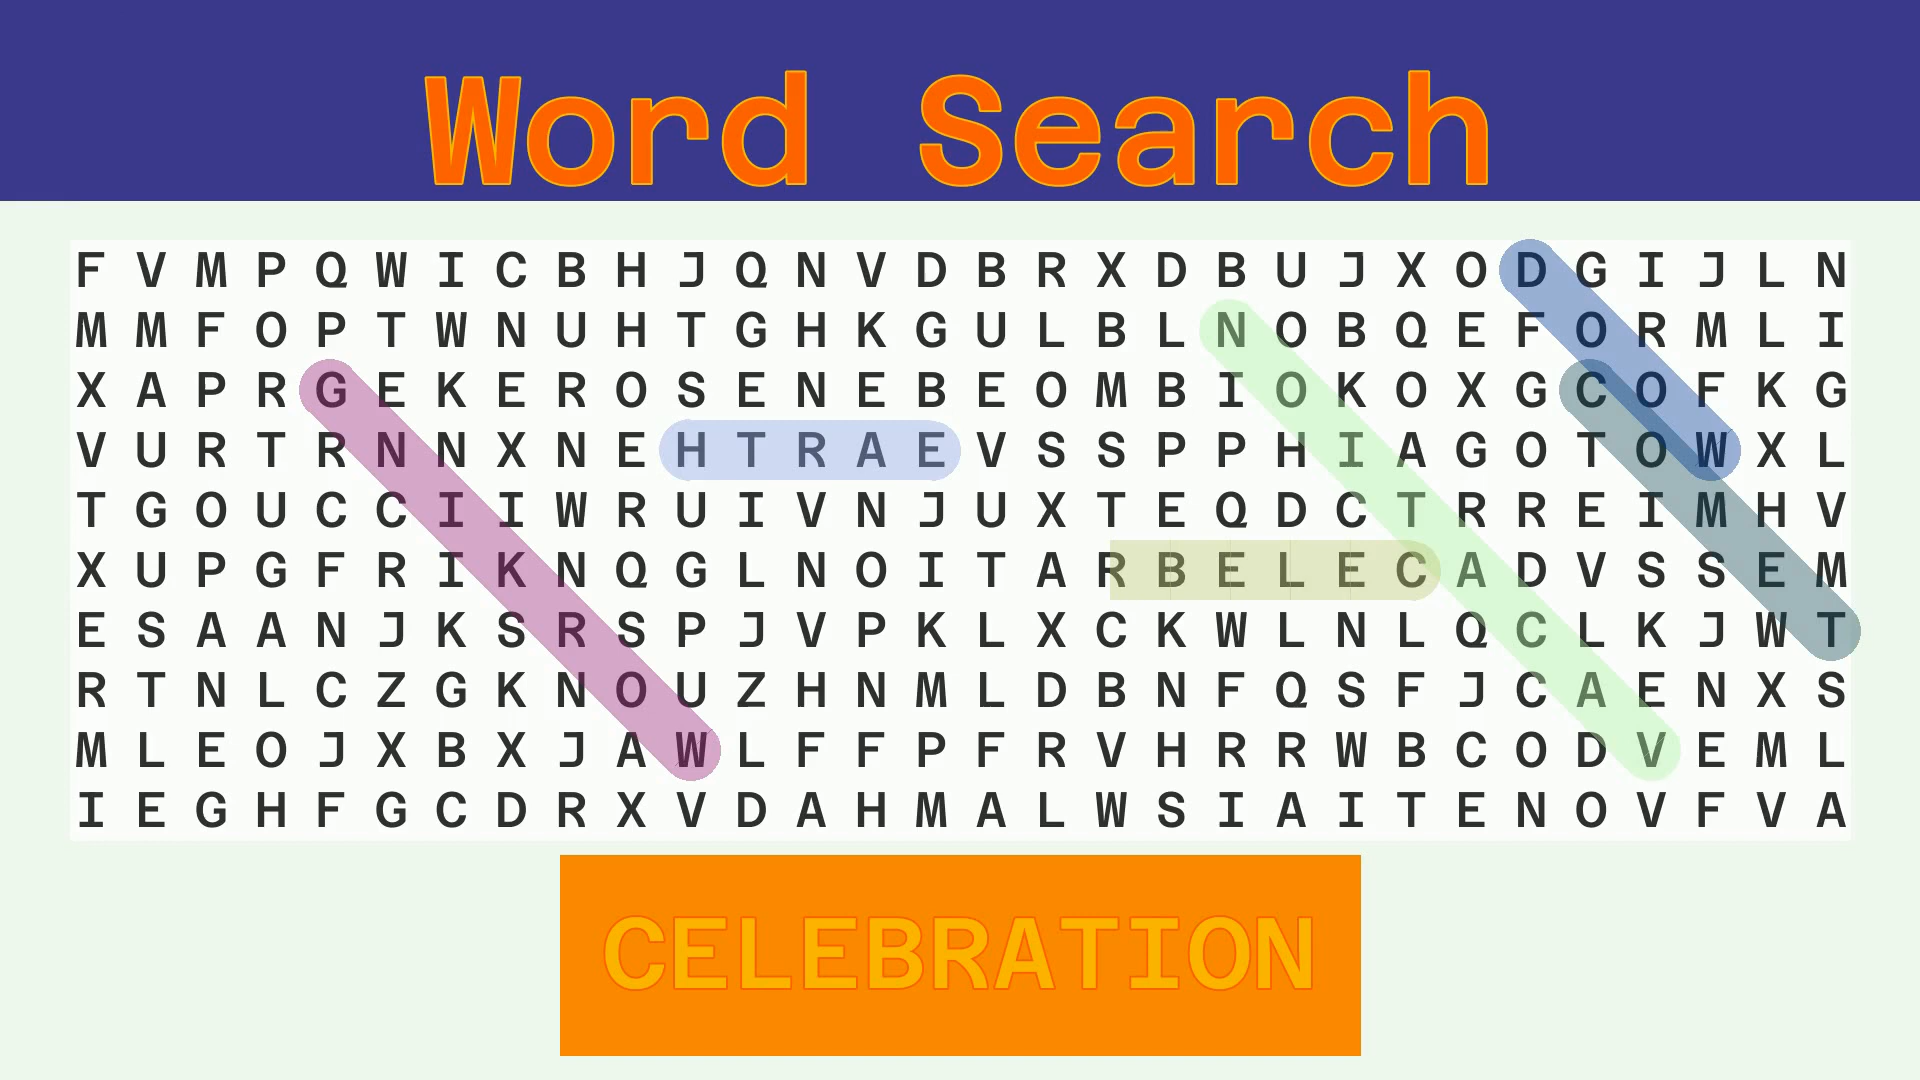 Word Search
F V M P Q W I C B H J Q N V D B R X D B U J X O D G I J L N
M M F O P T W N U H T G H K G U L B L N O B Q E F O R M L I
X A P R G E K E R O S E N E B E O M B I O K O X G C O F K G
V U R T R N N X N E H T R A E V S S P P H I A G O T O W X L
T G O U C C I I W R U I V N J U X T E Q D C T R R E I M H V
X U P G F R I K N Q G L N O I T A R B E L E C A D V S S E M
E S A A N J K S R S P J V P K L X C K W L N L Q C L K J W T
R T N L C Z G K N O U Z H N M L D B N F Q S F J C A E N X S
M L E O J X B X J A W L F F P F R V H R R W B C O D V E M L
I E G H F G C D R X V D A H M A L W S I A I T E N O V F V A
CELEBRATION